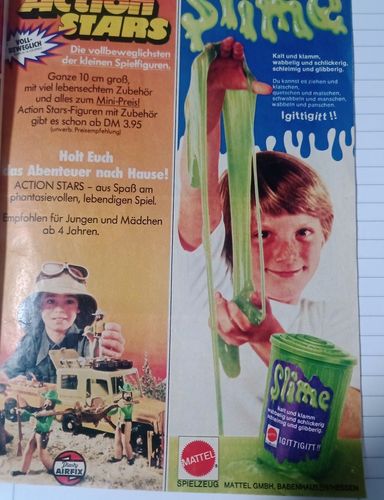 Action
STARS
VOLL-
BEWEGLICH
Die vollbeweglichsten
der kleinen Spielfiguren.
Ganze 10 cm groß,
mit viel lebensechtem Zubehör
und alles zum Mini-Preis!
Action Stars-Figuren mit Zubehör
gibt es schon ab DM 3.95
(unverb. Preisempfehlung)
Holt Euch
das Abenteuer nach Hause!
ACTION STARS – aus Spaß am
phantasievollen, lebendigen Spiel.
Empfohlen für Jungen und Mädchen
ab 4 Jahren.
Plasty
AIRFIX
Slime
Kalt und klamm,
wabbelig und schlickerig,
schleimig und glibberig.
Du kannst es ziehen und
klatschen,
quetschen und matschen,
schwabbeln und manschen,
wabbeln und panschen.
Igittigitt!!
Slime
kalt und klamm
wabbelig und schlickerig
schleimig und glibberig.
IGITTIGITT!!
MATTEL
SPIELZEUG MATTEL GMBH, BABENHAUSEN/HESSEN